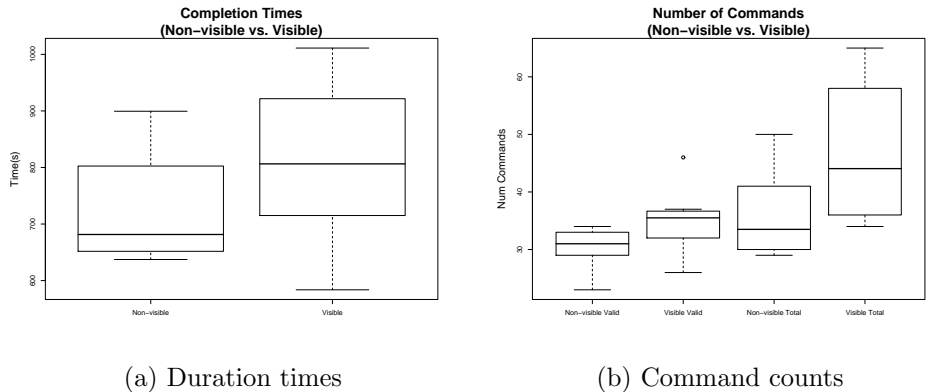 Completion Times
(Non−visible vs. Visible)
Time(s)
1000
900
800
700
600
Non−visible
Visible
(a) Duration times
Number of Commands
(Non−visible vs. Visible)
Num Commands
60
50
40
30
Non−visible Valid
Visible Valid
Non−visible Total
Visible Total
(b) Command counts